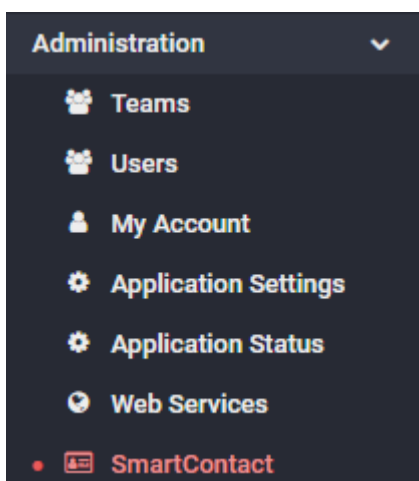 Administration
Teams
Users
My Account
Application Settings
Application Status
Web Services
SmartContact